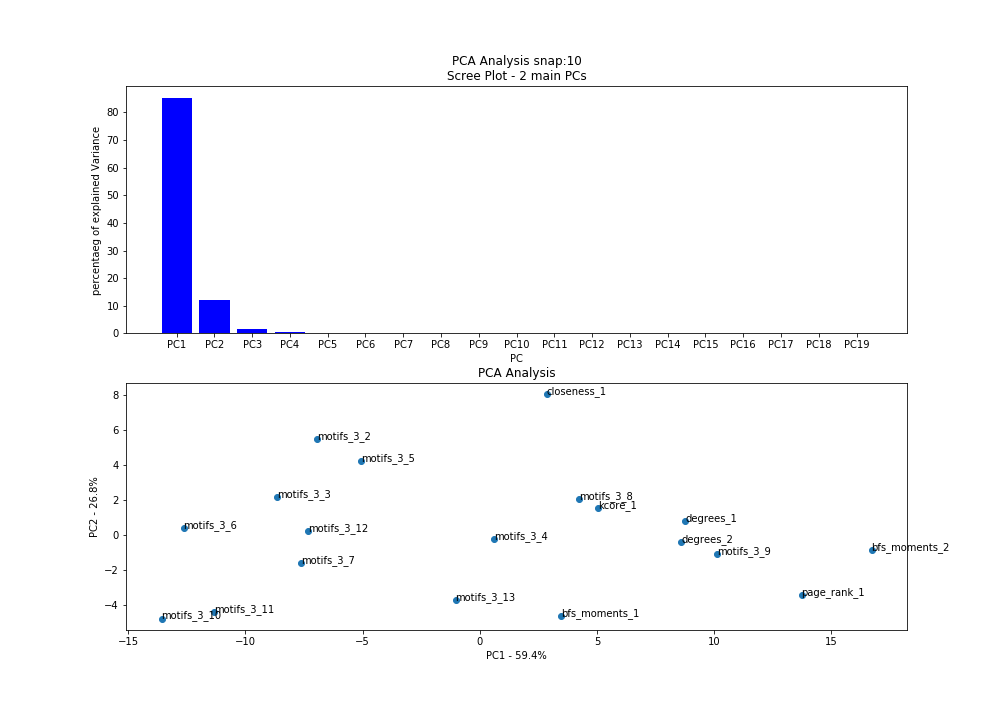 PCA Analysis snap:10
Scree Plot - 2 main PCs
percentaeg of explained Variance
80
70
60
50
40
30
20
10
0
PC1 PC2 PC3 PC4 PC5 PC6 PC7 PC8 PC9 PC10 PC11 PC12 PC13 PC14 PC15 PC16 PC17 PC18 PC19
PC
PCA Analysis
PC2 - 26.8%
8
6
4
2
0
−2
−4
closeness_1
motifs_3_2
motifs_3_5
motifs_3_3
motifs_3_8
kcore_1
motifs_3_6
motifs_3_12
degrees_1
motifs_3_4
degrees_2
motifs_3_9
bfs_moments_2
motifs_3_7
page_rank_1
motifs_3_13
motifs_3_11
motifs_3_10
bfs_moments_1
−15 −10 −5 0 5 10 15
PC1 - 59.4%